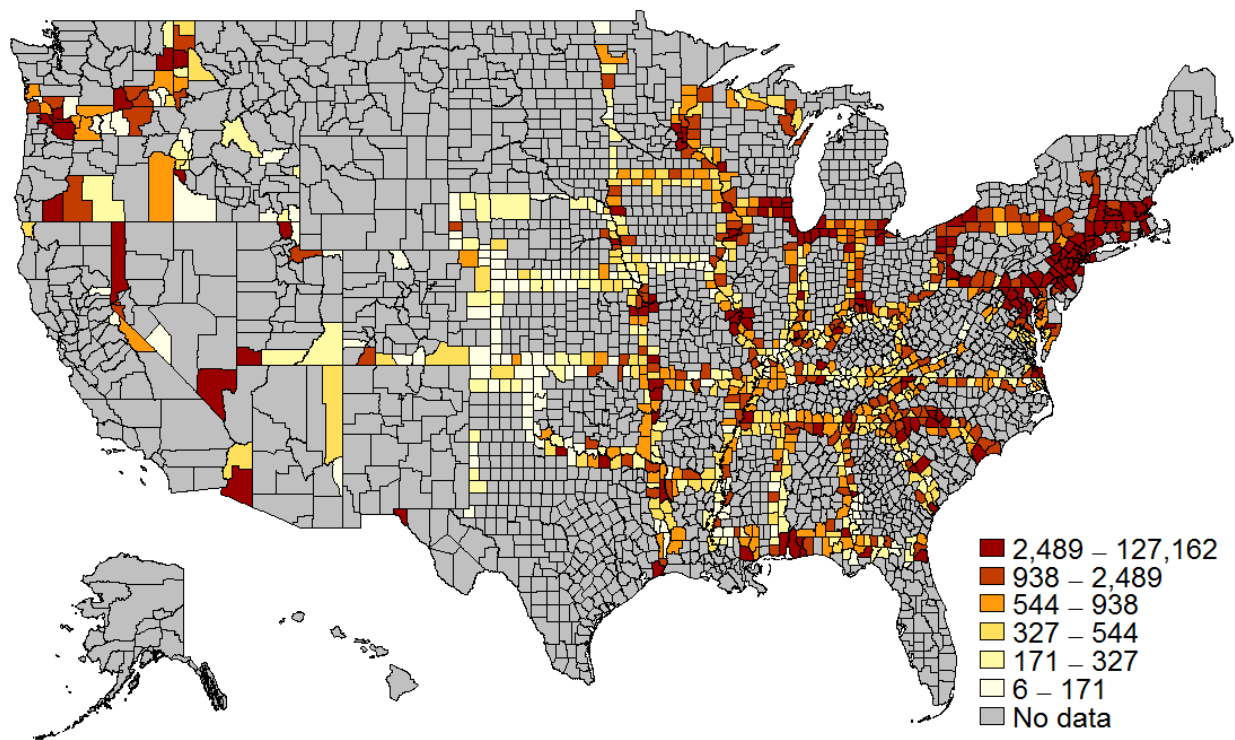 2,489 – 127,162
938 – 2,489
544 – 938
327 – 544
171 – 327
6 – 171
No data